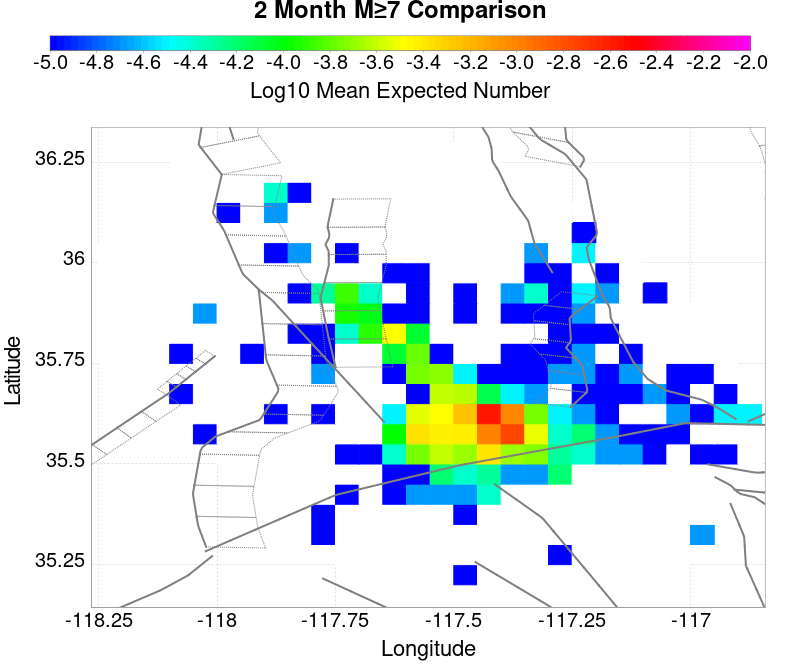 2 Month M≥7 Comparison
-5.0 -4.8 -4.6 -4.4 -4.2 -4.0 -3.8 -3.6 -3.4 -3.2 -3.0 -2.8 -2.6 -2.4 -2.2 -2.0
Log10 Mean Expected Number
36.25
36
35.75
35.5
35.25
Latitude
-118.25 -118 -117.75 -117.5 -117.25 -117
Longitude